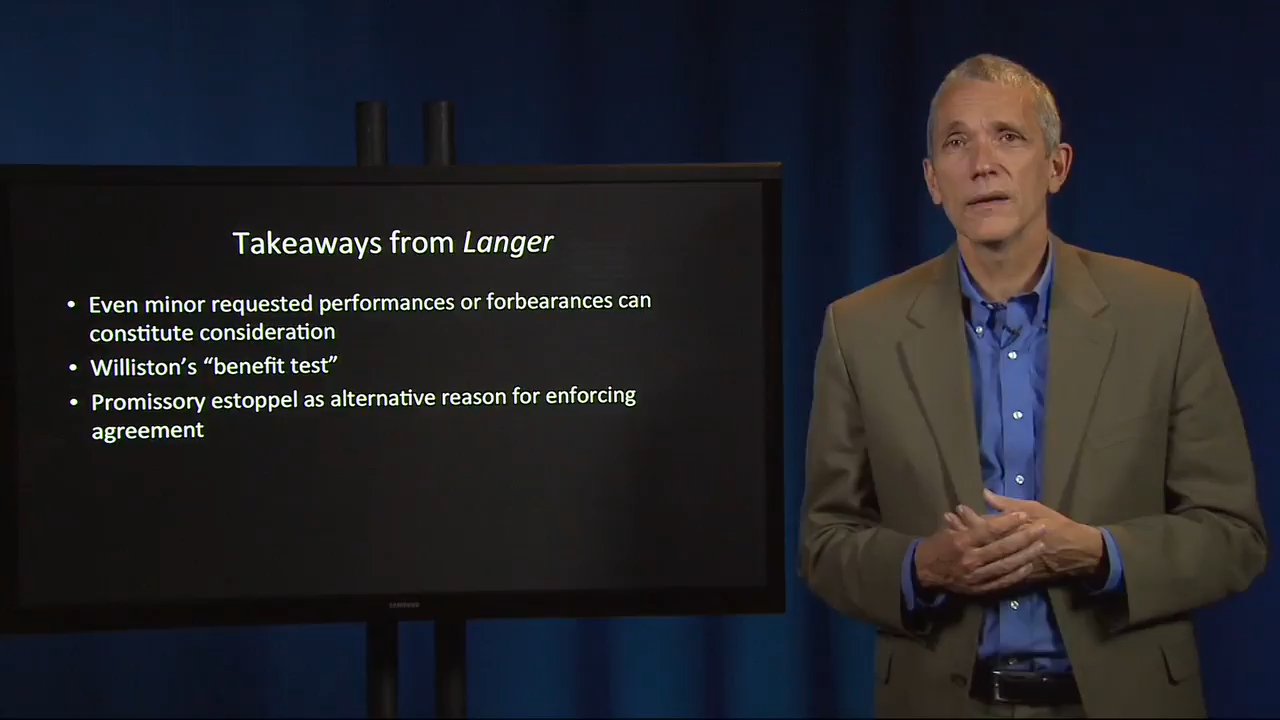 Takeaways from Langer
• Even minor requested performances or forbearances can
constitute consideration
• Williston's “benefit test”
• Promissory estoppel as alternative reason for enforcing
agreement
SAMSUNG